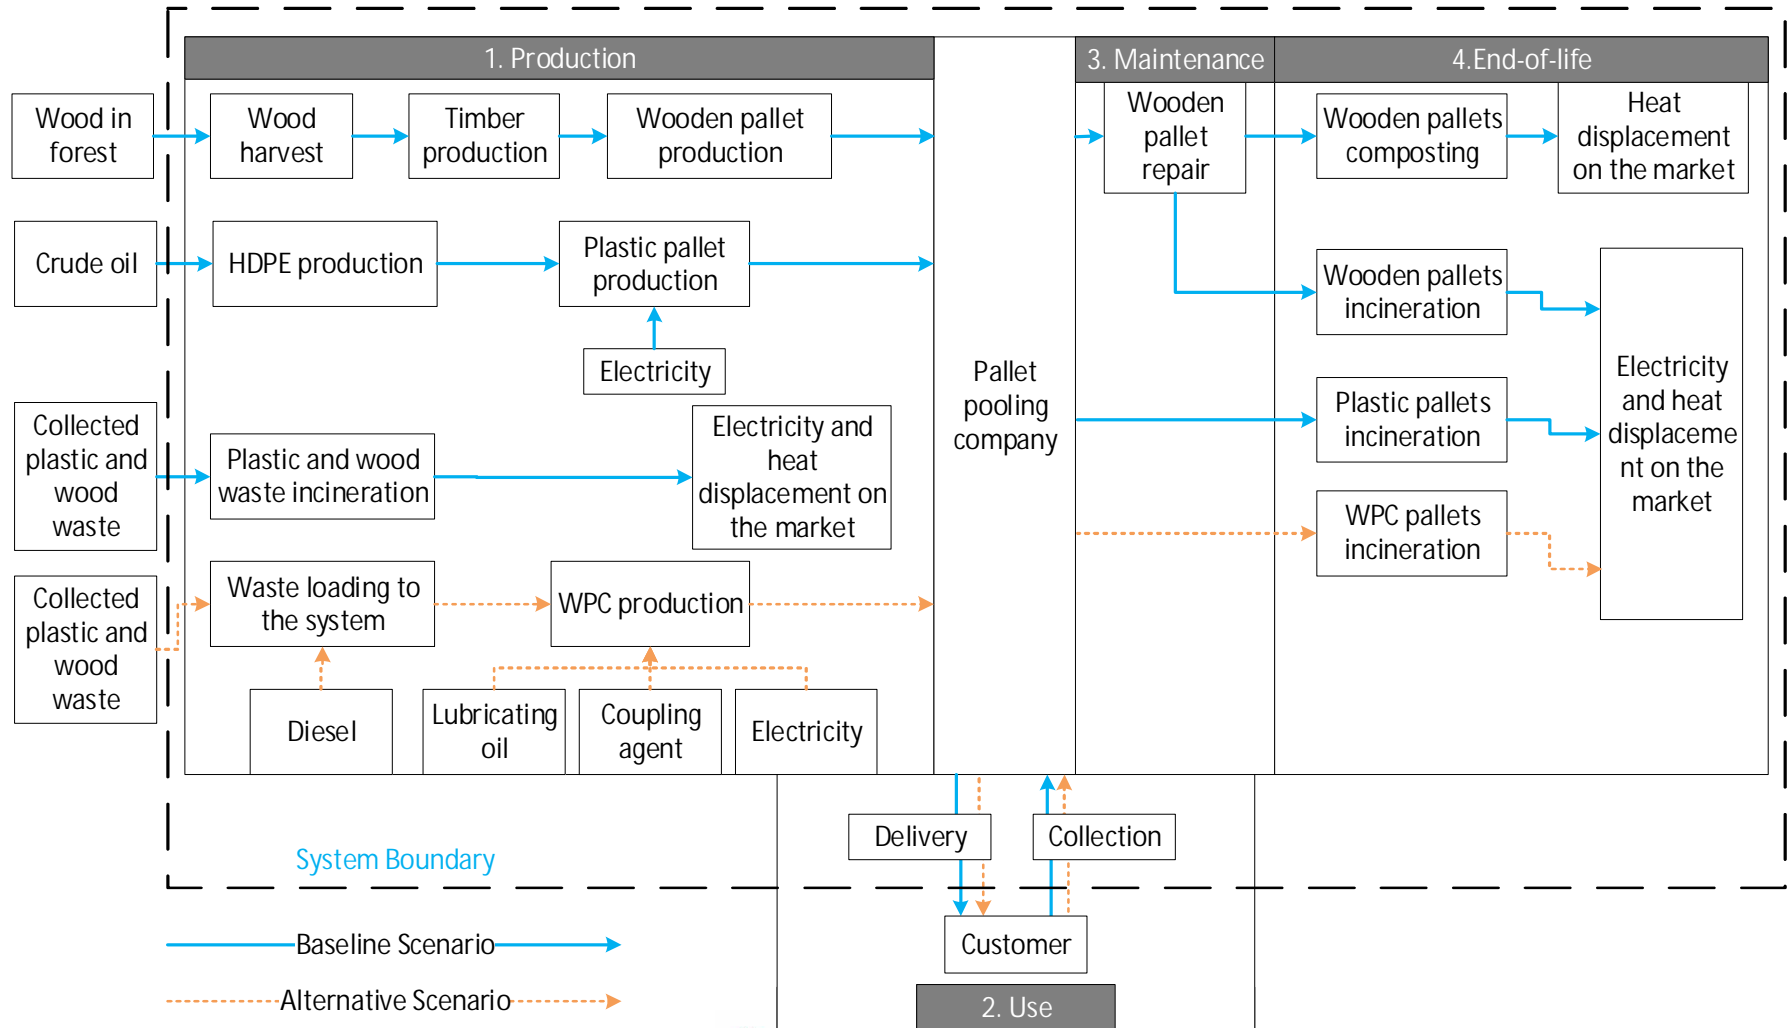 1. Production
3. Maintenance
4.End-of-life
Wood in
forest
Wood
harvest
Timber
production
Wooden pallet
production
Wooden
pallet
repair
Wooden pallets
composting
Heat
displacement
on the market
Crude oil
HDPE production
Plastic pallet
production
Electricity
Wooden pallets
incineration
Pallet
pooling
company
Electricity
and heat
displaceme
nt on the
market
Collected
plastic and
wood
waste
Plastic and wood
waste incineration
Electricity and
heat
displacement on
the market
Plastic pallets
incineration
WPC pallets
incineration
Collected
plastic and
wood
waste
Waste loading to
the system
WPC production
Diesel
Lubricating
oil
Coupling
agent
Electricity
Delivery
Collection
System Boundary
Customer
Baseline Scenario
Alternative Scenario
2. Use